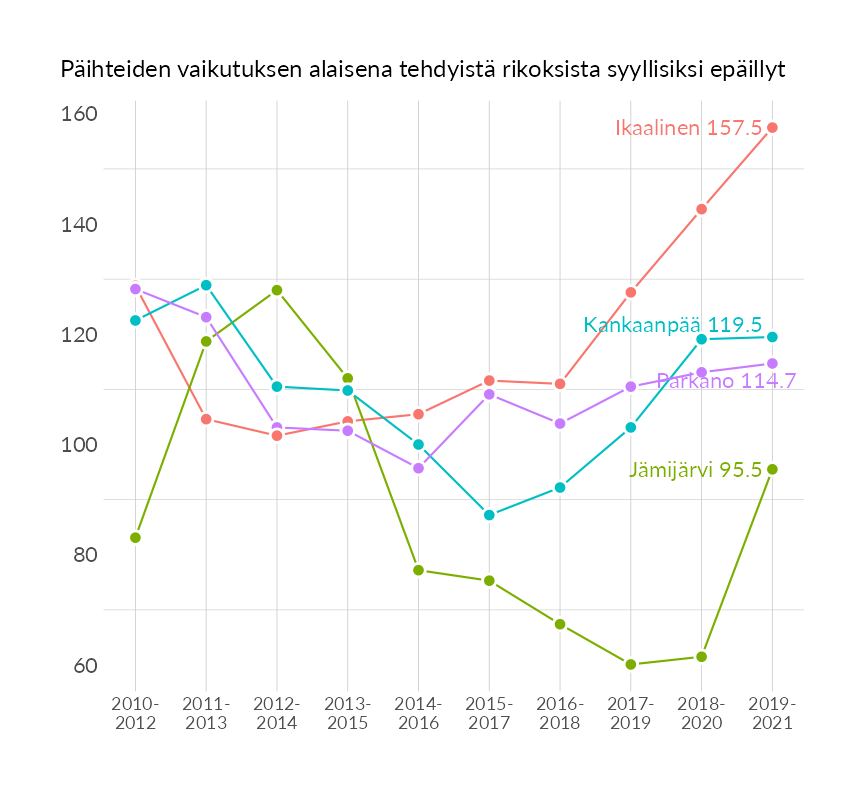 Päihteiden vaikutuksen alaisena tehdyistä rikoksista syyllisiksi epäillyt
160
140
120
100
80
60
Ikaalinen 157.5
Kankaanpää 119.5
Parkano 114.7
Jämijärvi 95.5
2010- 2011- 2012- 2013- 2014- 2015- 2016- 2017- 2018- 2019-
2012 2013 2014 2015 2016 2017 2018 2019 2020 2021